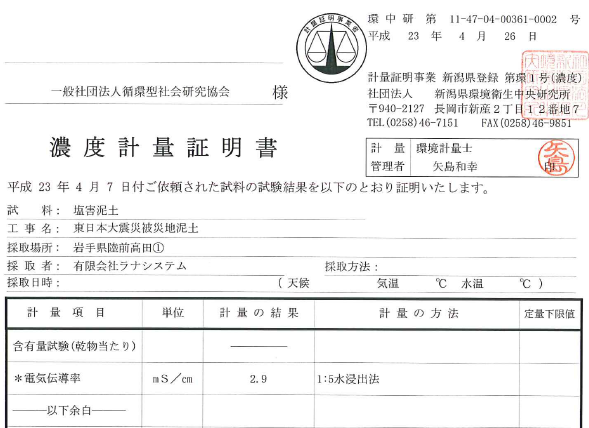 環中研第 11-47-04-00361-0002 号
平成 23 年 4 月 26 日
計量証明事業者
一般社団法人循環型社会研究協会 様
計量証明事業 新潟県登録 第環1号(濃度)
社団法人 新潟県環境衛生中央研究所
〒940-2127 長岡市新産2丁目12番地7
TEL(0258)46-7151 FAX(0258)46-9851
濃度計量証明書
計量 環境計量士
管理者 矢島和幸 印
矢島
平成 23 年 4 月 7 日付ご依頼された試料の試験結果を以下のとおり証明いたします。
試料: 塩害泥土
工事名: 東日本大震災被災地泥土
採取場所: 岩手県陸前高田①
採取者: 有限会社ラナシステム 採取方法:
採取日時: (天候 気温 ℃ 水温 ℃)
計量項目 単位 計量の結果 計量の方法 定量下限値
含有量試験(乾物当たり) ―――――
*電気伝導率 mS/cm 2.9 1:5水浸出法
―――以下余白―――